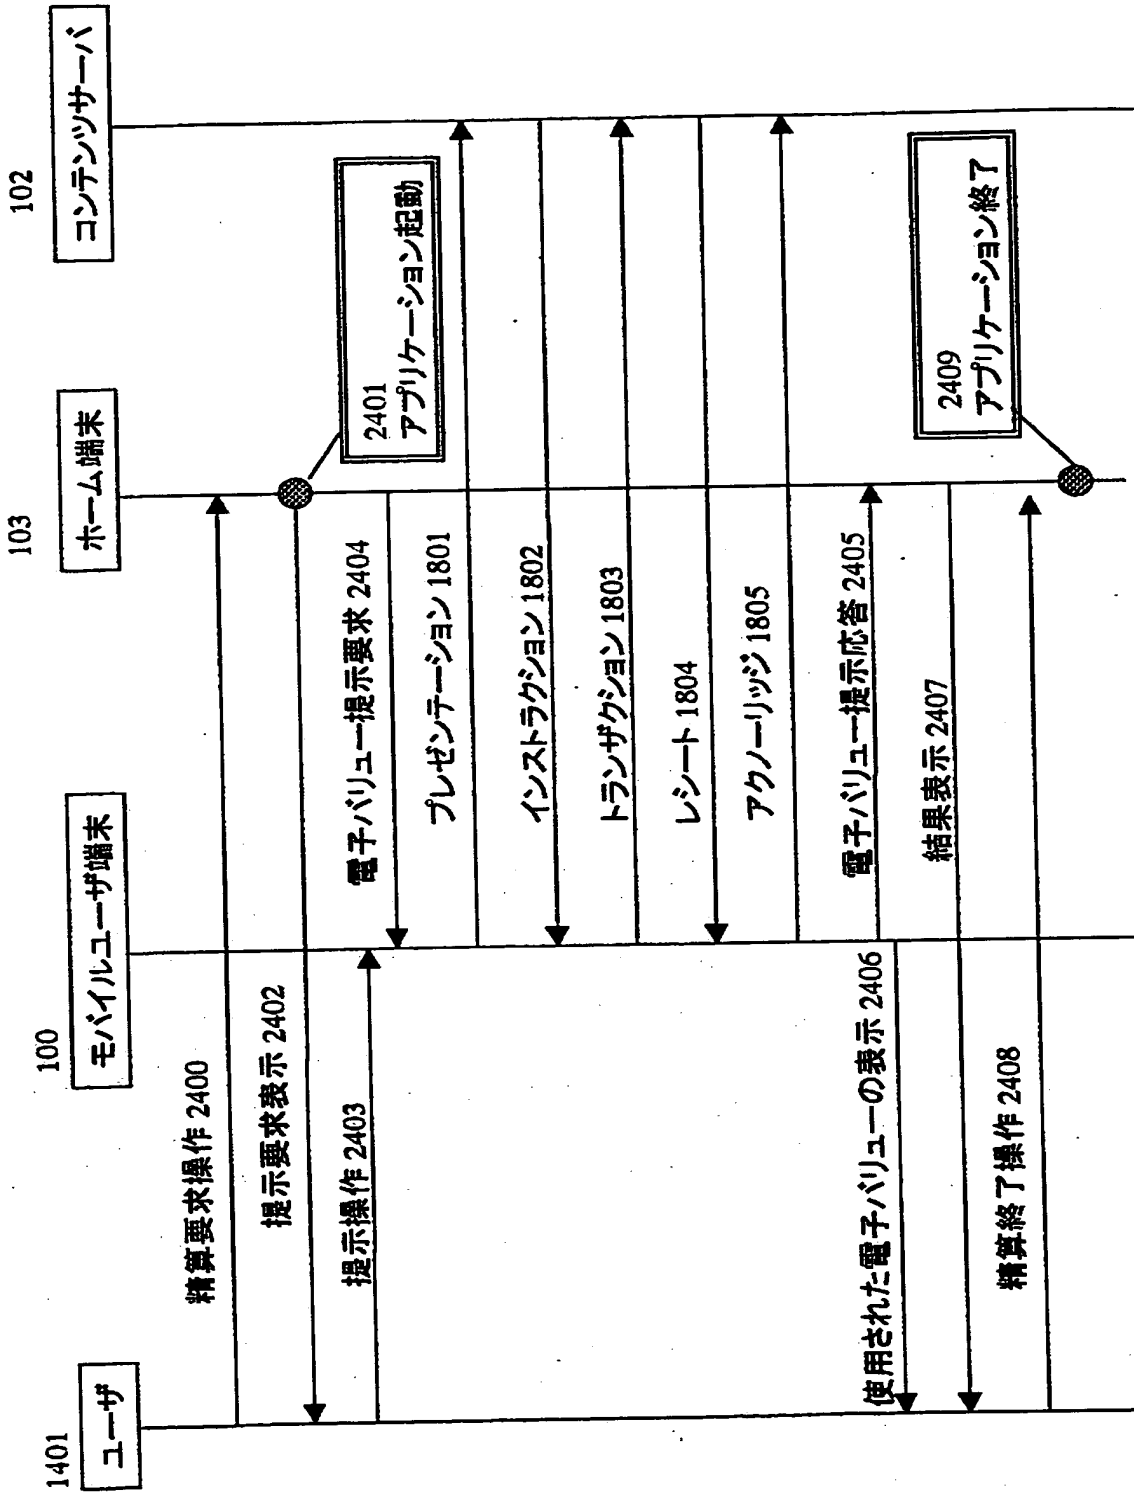 1401
ユーザ
100
モバイルユーザ端末
103
ホーム端末
102
コンテンツサーバ
精算要求操作 2400
2401
アプリケーション起動
提示要求表示 2402
提示操作 2403
電子バリュー提示要求 2404
プレゼンテーション 1801
インストラクション 1802
トランザクション 1803
レシート 1804
アクノーリッジ 1805
電子バリュー提示応答 2405
使用された電子バリューの表示 2406
結果表示 2407
精算終了操作 2408
2409
アプリケーション終了